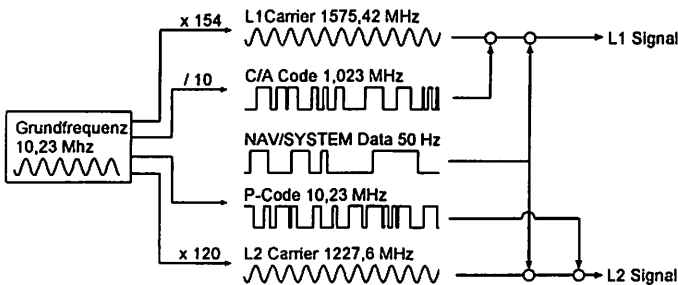 x 154
L1Carrier 1575,42 MHz
L1 Signal
/ 10
C/A Code 1,023 MHz
Grundfrequenz
10,23 Mhz
NAV/SYSTEM Data 50 Hz
P-Code 10,23 MHz
x 120
L2 Carrier 1227,6 MHz
L2 Signal